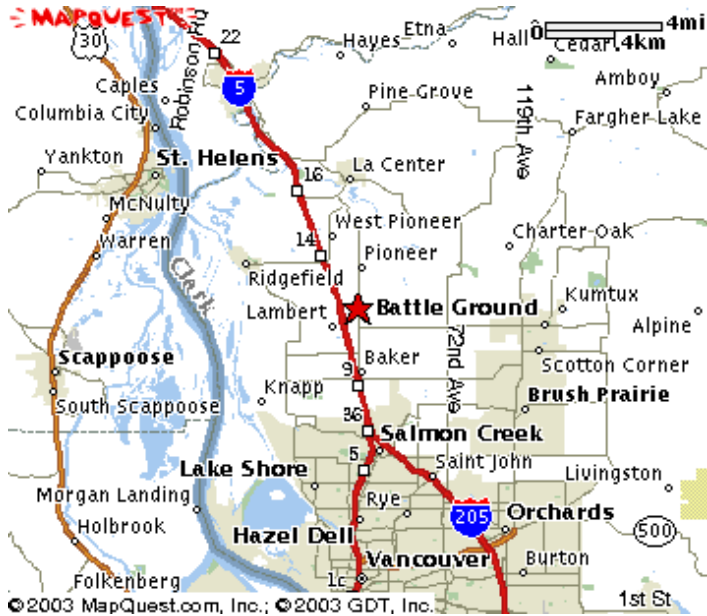 MAPQUEST
30
22
Etna
Hayes
Hall
Cedar
0
4mi
4km
Amboy
Robinson Rd
5
Caples
Columbia City
Pine Grove
119th Ave
Fargher Lake
Yankton
St. Helens
La Center
16
McNulty
West Pioneer
Warren
14
Charter Oak
Pioneer
Clark
Ridgefield
Battle Ground
Kumtux
Lambert
Alpine
72nd Ave
Scappoose
Baker
Scotton Corner
9
Knapp
South Scappoose
Brush Prairie
36
Salmon Creek
5
Lake Shore
Saint John
Livingston
Morgan Landing
Rye
205
Orchards
Holbrook
Hazel Dell
500
Vancouver
Burton
Folkenberg
1c
1st St
©2003 MapQuest.com, Inc.; ©2003 GDT, Inc.